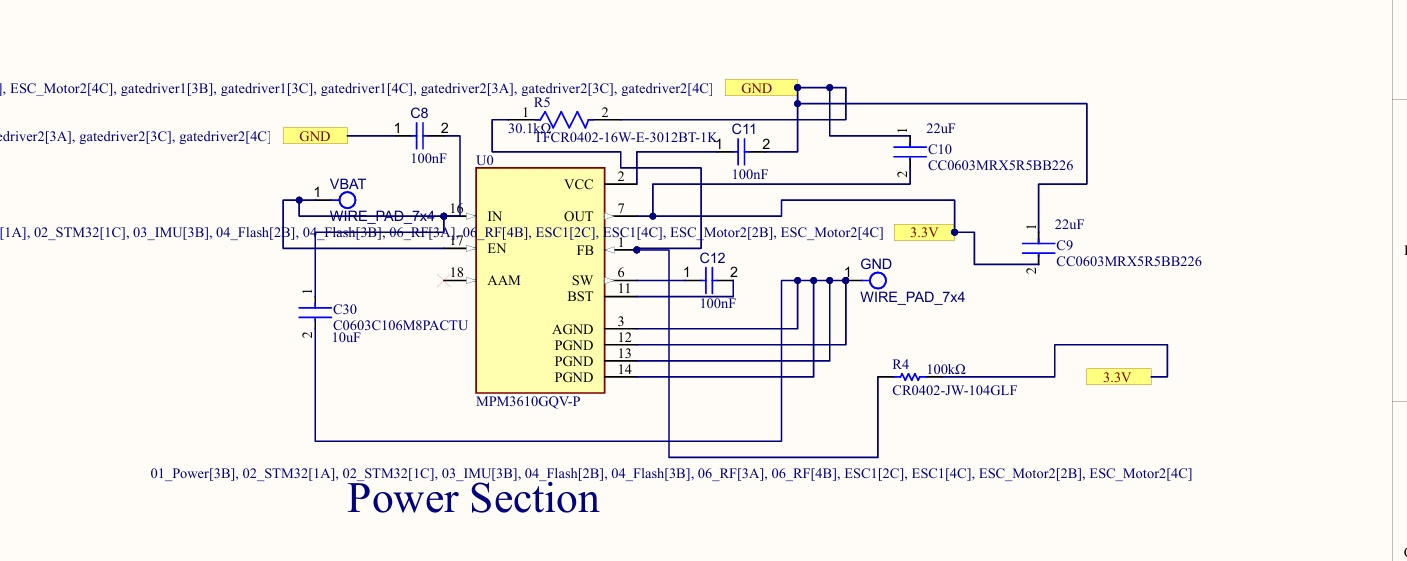 ], ESC_Motor2[4C], gatedriver1[3B], gatedriver1[3C], gatedriver1[4C], gatedriver2[3A], gatedriver2[3C], gatedriver2[4C]
GND
R5
1
2
30.1kΩ
TFCR0402-16W-E-3012BT-1K
edriver2[3A], gatedriver2[3C], gatedriver2[4C]
GND
C8
1
2
100nF
C11
1
2
100nF
22uF
1
C10
CC0603MRX5R5BB226
2
U0
VCC
2
VBAT
1
WIRE_PAD_7x4
16
IN
OUT
7
[1A], 02_STM32[1C], 03_IMU[3B], 04_Flash[2B], 04_Flash[3B], 06_RF[3A], 06_RF[4B], ESC1[2C], ESC1[4C], ESC_Motor2[2B], ESC_Motor2[4C]
3.3V
22uF
1
C9
CC0603MRX5R5BB226
2
17
EN
FB
1
18
AAM
SW
6
BST
11
C12
1
2
100nF
GND
1
WIRE_PAD_7x4
1
C30
C0603C106M8PACTU
10uF
2
AGND
3
PGND
12
PGND
13
PGND
14
MPM3610GQV-P
R4
100kΩ
CR0402-JW-104GLF
3.3V
01_Power[3B], 02_STM32[1A], 02_STM32[1C], 03_IMU[3B], 04_Flash[2B], 04_Flash[3B], 06_RF[3A], 06_RF[4B], ESC1[2C], ESC1[4C], ESC_Motor2[2B], ESC_Motor2[4C]
Power Section